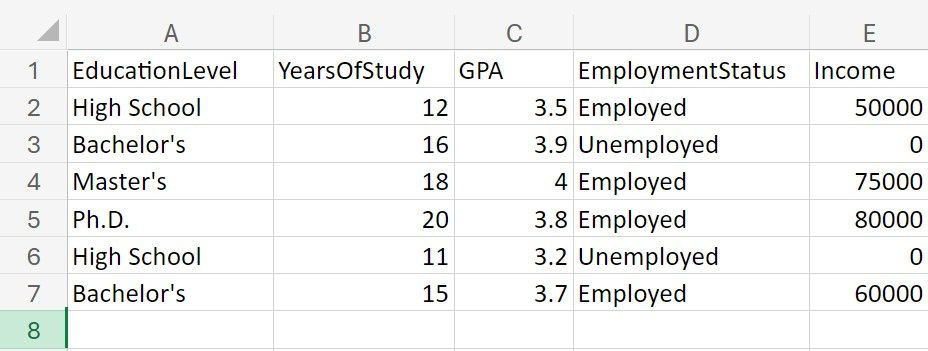 A B C D E
1 EducationLevel YearsOfStudy GPA EmploymentStatus Income
2 High School 12 3.5 Employed 50000
3 Bachelor's 16 3.9 Unemployed 0
4 Master's 18 4 Employed 75000
5 Ph.D. 20 3.8 Employed 80000
6 High School 11 3.2 Unemployed 0
7 Bachelor's 15 3.7 Employed 60000
8